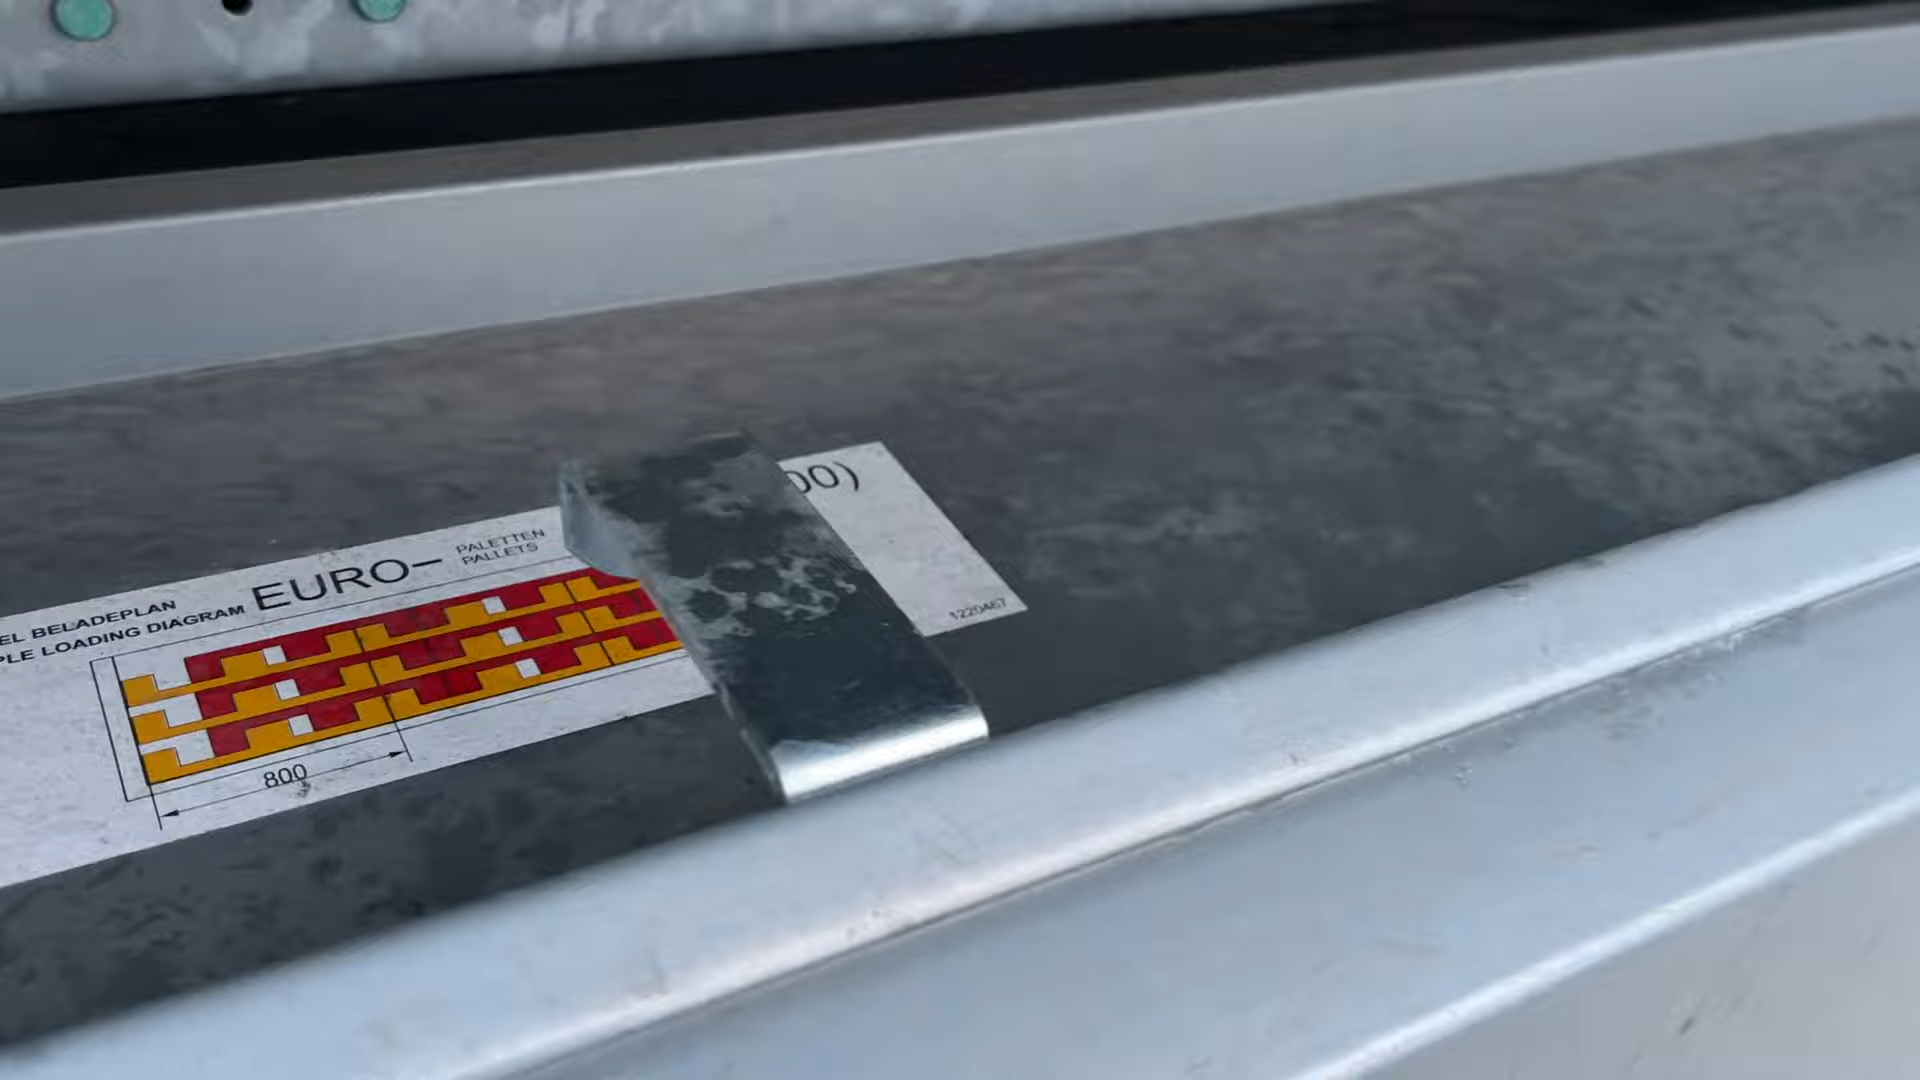 EL BELADEPLAN
PLE LOADING DIAGRAM
EURO-
PALETTEN
PALLETS
00)
800
1220467